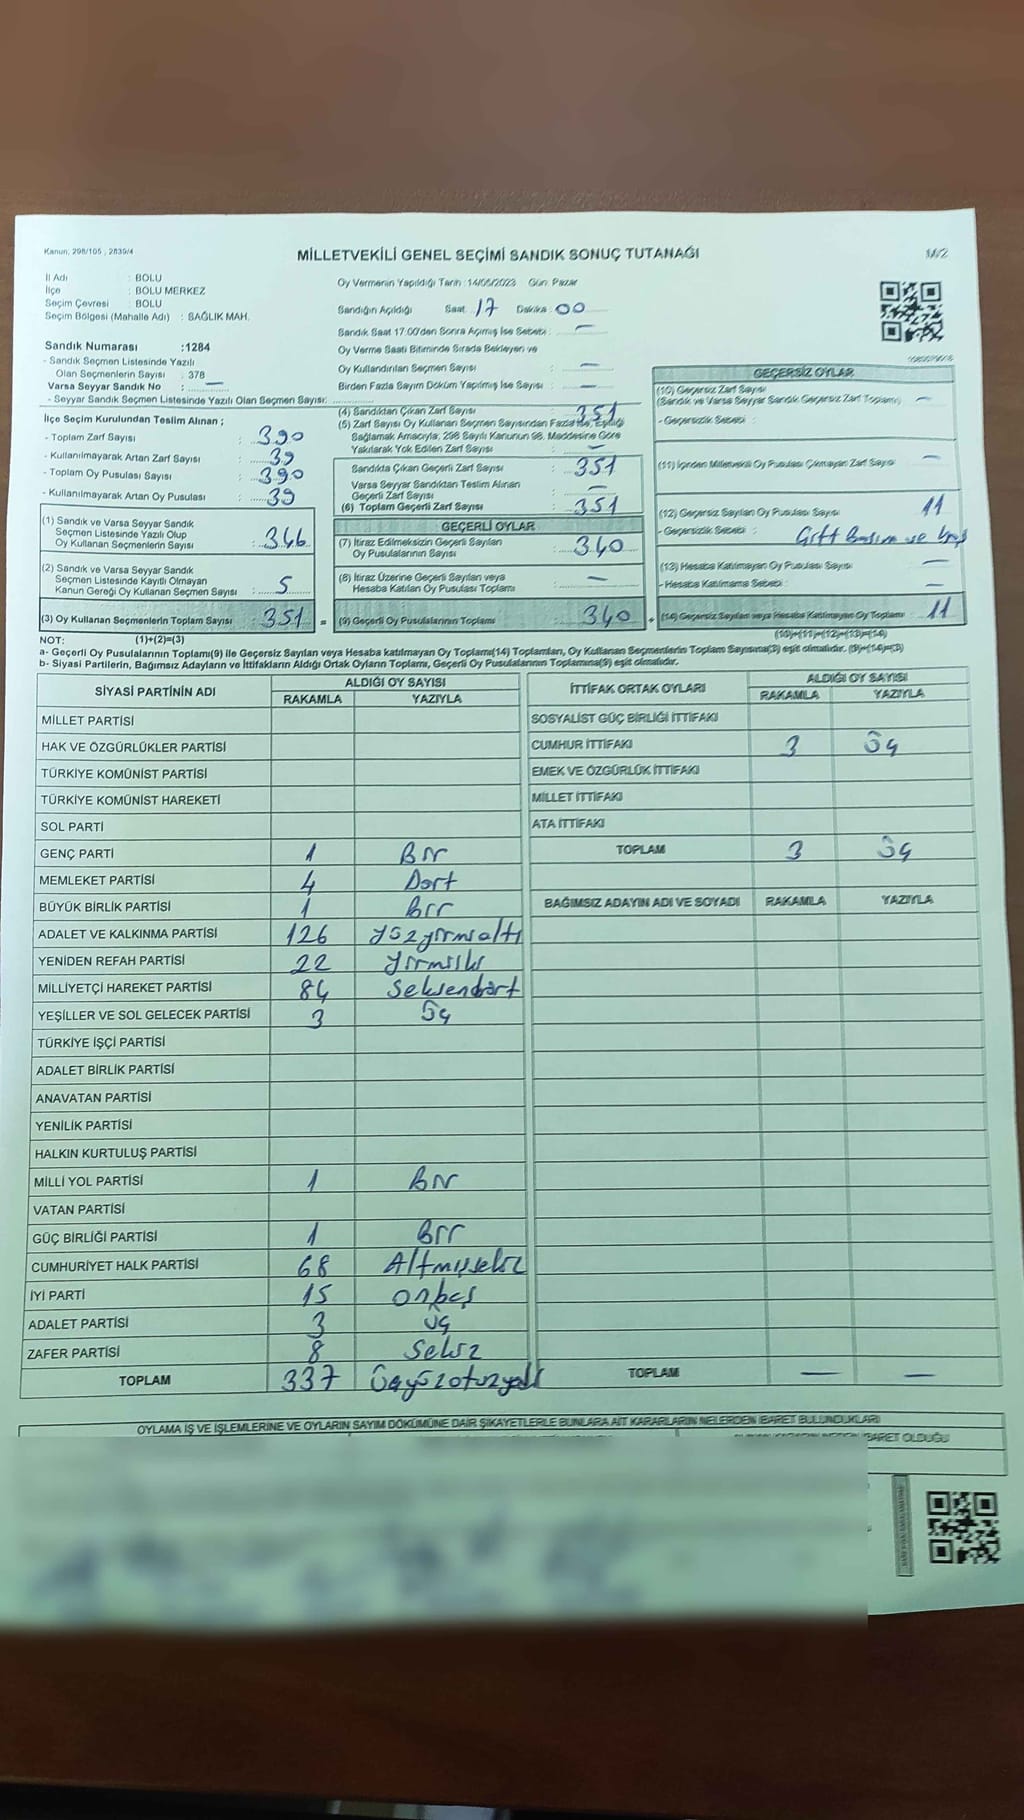 Kanun, 298/105 , 2839/4
MİLLETVEKİLİ GENEL SEÇİMİ SANDIK SONUÇ TUTANAĞI
M/2
İl Adı : BOLU
İlçe : BOLU MERKEZ
Seçim Çevresi : BOLU
Seçim Bölgesi (Mahalle Adı) : SAĞLIK MAH.
Sandık Numarası :1284
- Sandık Seçmen Listesinde Yazılı
Olan Seçmenlerin Sayısı : 378
Varsa Seyyar Sandık No : —
- Seyyar Sandık Seçmen Listesinde Yazılı Olan Seçmen Sayısı:
Oy Vermenin Yapıldığı Tarih :14/05/2023 Gün: Pazar
Sandığın Açıldığı Saat 17 Dakika : 00
Sandık Saat 17.00'den Sonra Açılmış İse Sebebi : —
Oy Verme Saati Bitiminde Sırada Bekleyen ve
Oy Kullandırılan Seçmen Sayısı : —
Birden Fazla Sayım Döküm Yapılmış İse Sayısı : —
İlçe Seçim Kurulundan Teslim Alınan ;
- Toplam Zarf Sayısı : 390
- Kullanılmayarak Artan Zarf Sayısı : 39
- Toplam Oy Pusulası Sayısı : 390
- Kullanılmayarak Artan Oy Pusulası : 39
(1) Sandık ve Varsa Seyyar Sandık
Seçmen Listesinde Yazılı Olup
Oy Kullanan Seçmenlerin Sayısı : 346
(2) Sandık ve Varsa Seyyar Sandık
Seçmen Listesinde Kayıtlı Olmayan
Kanun Gereği Oy Kullanan Seçmen Sayısı : 5
(3) Oy Kullanan Seçmenlerin Toplam Sayısı : 351 =
(4) Sandıktan Çıkan Zarf Sayısı : 351
(5) Zarf Sayısı Oy Kullanan Seçmen Sayısından Fazla İse, Eşitliği
Sağlamak Amacıyla, 298 Sayılı Kanunun 98. Maddesine Göre
Yakılarak Yok Edilen Zarf Sayısı : —
Sandıkta Çıkan Geçerli Zarf Sayısı : 351
Varsa Seyyar Sandıktan Teslim Alınan
Geçerli Zarf Sayısı : —
(6) Toplam Geçerli Zarf Sayısı : 351
GEÇERLİ OYLAR
(7) İtiraz Edilmeksizin Geçerli Sayılan
Oy Pusulalarının Sayısı : 340
(8) İtiraz Üzerine Geçerli Sayılan veya
Hesaba Katılan Oy Pusulası Toplamı : —
(9) Geçerli Oy Pusulalarının Toplamı : 340 +
GEÇERSİZ OYLAR
(10) Geçersiz Zarf Sayısı
(Sandık ve Varsa Seyyar Sandık Geçersiz Zarf Toplamı) : —
- Geçersizlik Sebebi :
(11) İçinden Milletvekili Oy Pusulası Çıkmayan Zarf Sayısı : —
(12) Geçersiz Sayılan Oy Pusulası Sayısı : 11
- Geçersizlik Sebebi : Çift Basım ve boş
(13) Hesaba Katılmayan Oy Pusulası Sayısı : —
- Hesaba Katılmama Sebebi : —
(14) Geçersiz Sayılan veya Hesaba Katılmayan Oy Toplamı : 11
NOT: (1)+(2)=(3)
(10)+(11)+(12)+(13)=(14)
a- Geçerli Oy Pusulalarının Toplamı(9) ile Geçersiz Sayılan veya Hesaba katılmayan Oy Toplamı(14) Toplamları, Oy Kullanan Seçmenlerin Toplam Sayısına(3) eşit olmalıdır. (9)+(14)=(3)
b- Siyasi Partilerin, Bağımsız Adayların ve İttifakların Aldığı Ortak Oyların Toplamı, Geçerli Oy Pusulalarının Toplamına(9) eşit olmalıdır.
SİYASİ PARTİNİN ADI ALDIĞI OY SAYISI
RAKAMLA YAZIYLA
MİLLET PARTİSİ
HAK VE ÖZGÜRLÜKLER PARTİSİ
TÜRKİYE KOMÜNİST PARTİSİ
TÜRKİYE KOMÜNİST HAREKETİ
SOL PARTİ
GENÇ PARTİ 1 Bir
MEMLEKET PARTİSİ 4 Dört
BÜYÜK BİRLİK PARTİSİ 1 Bir
ADALET VE KALKINMA PARTİSİ 126 yüzyirmialtı
YENİDEN REFAH PARTİSİ 22 yirmiiki
MİLLİYETÇİ HAREKET PARTİSİ 84 Seksendört
YEŞİLLER VE SOL GELECEK PARTİSİ 3 Üç
TÜRKİYE İŞÇİ PARTİSİ
ADALET BİRLİK PARTİSİ
ANAVATAN PARTİSİ
YENİLİK PARTİSİ
HALKIN KURTULUŞ PARTİSİ
MİLLİ YOL PARTİSİ 1 Bir
VATAN PARTİSİ
GÜÇ BİRLİĞİ PARTİSİ 1 Bir
CUMHURİYET HALK PARTİSİ 68 Altmışsekiz
İYİ PARTİ 15 onbeş
ADALET PARTİSİ 3 üç
ZAFER PARTİSİ 8 Sekiz
TOPLAM 337 Üçyüzotuzyedi
İTTİFAK ORTAK OYLARI ALDIĞI OY SAYISI
RAKAMLA YAZIYLA
SOSYALİST GÜÇ BİRLİĞİ İTTİFAKI
CUMHUR İTTİFAKI 3 Üç
EMEK VE ÖZGÜRLÜK İTTİFAKI
MİLLET İTTİFAKI
ATA İTTİFAKI
TOPLAM 3 Üç
BAĞIMSIZ ADAYIN ADI VE SOYADI RAKAMLA YAZIYLA
TOPLAM — —
OYLAMA İŞ VE İŞLEMLERİNE VE OYLARIN SAYIM DÖKÜMÜNE DAİR ŞİKAYETLERLE BUNLARA AİT KARARLARIN NELERDEN İBARET BULUNDUKLARI
İBARET OLDUĞU